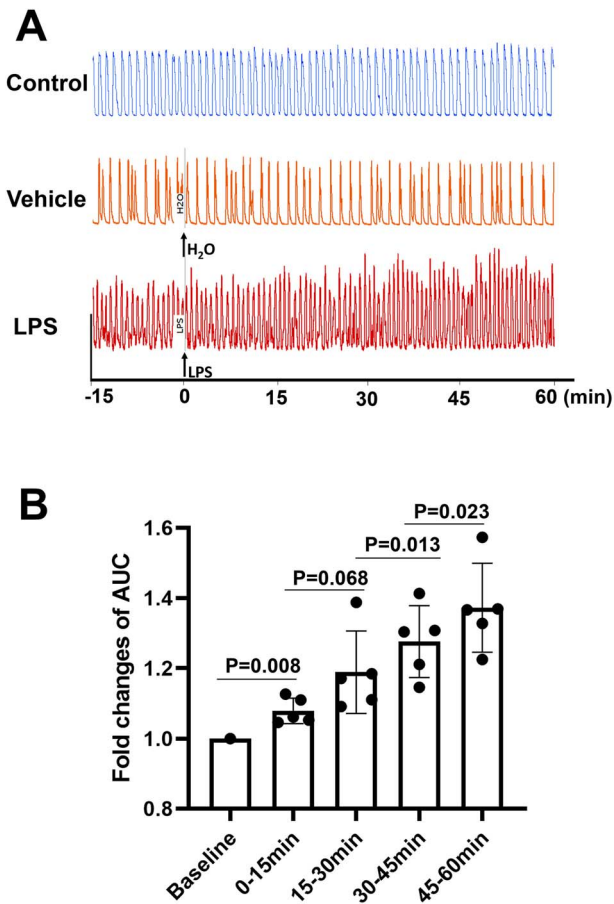 A
Control
Vehicle
H2O
H₂O
LPS
LPS
LPS
-15 0 15 30 45 60 (min)
B
Fold changes of AUC
1.6
1.4
1.2
1.0
0.8
P=0.008
P=0.068
P=0.013
P=0.023
Baseline
0-15min
15-30min
30-45min
45-60min